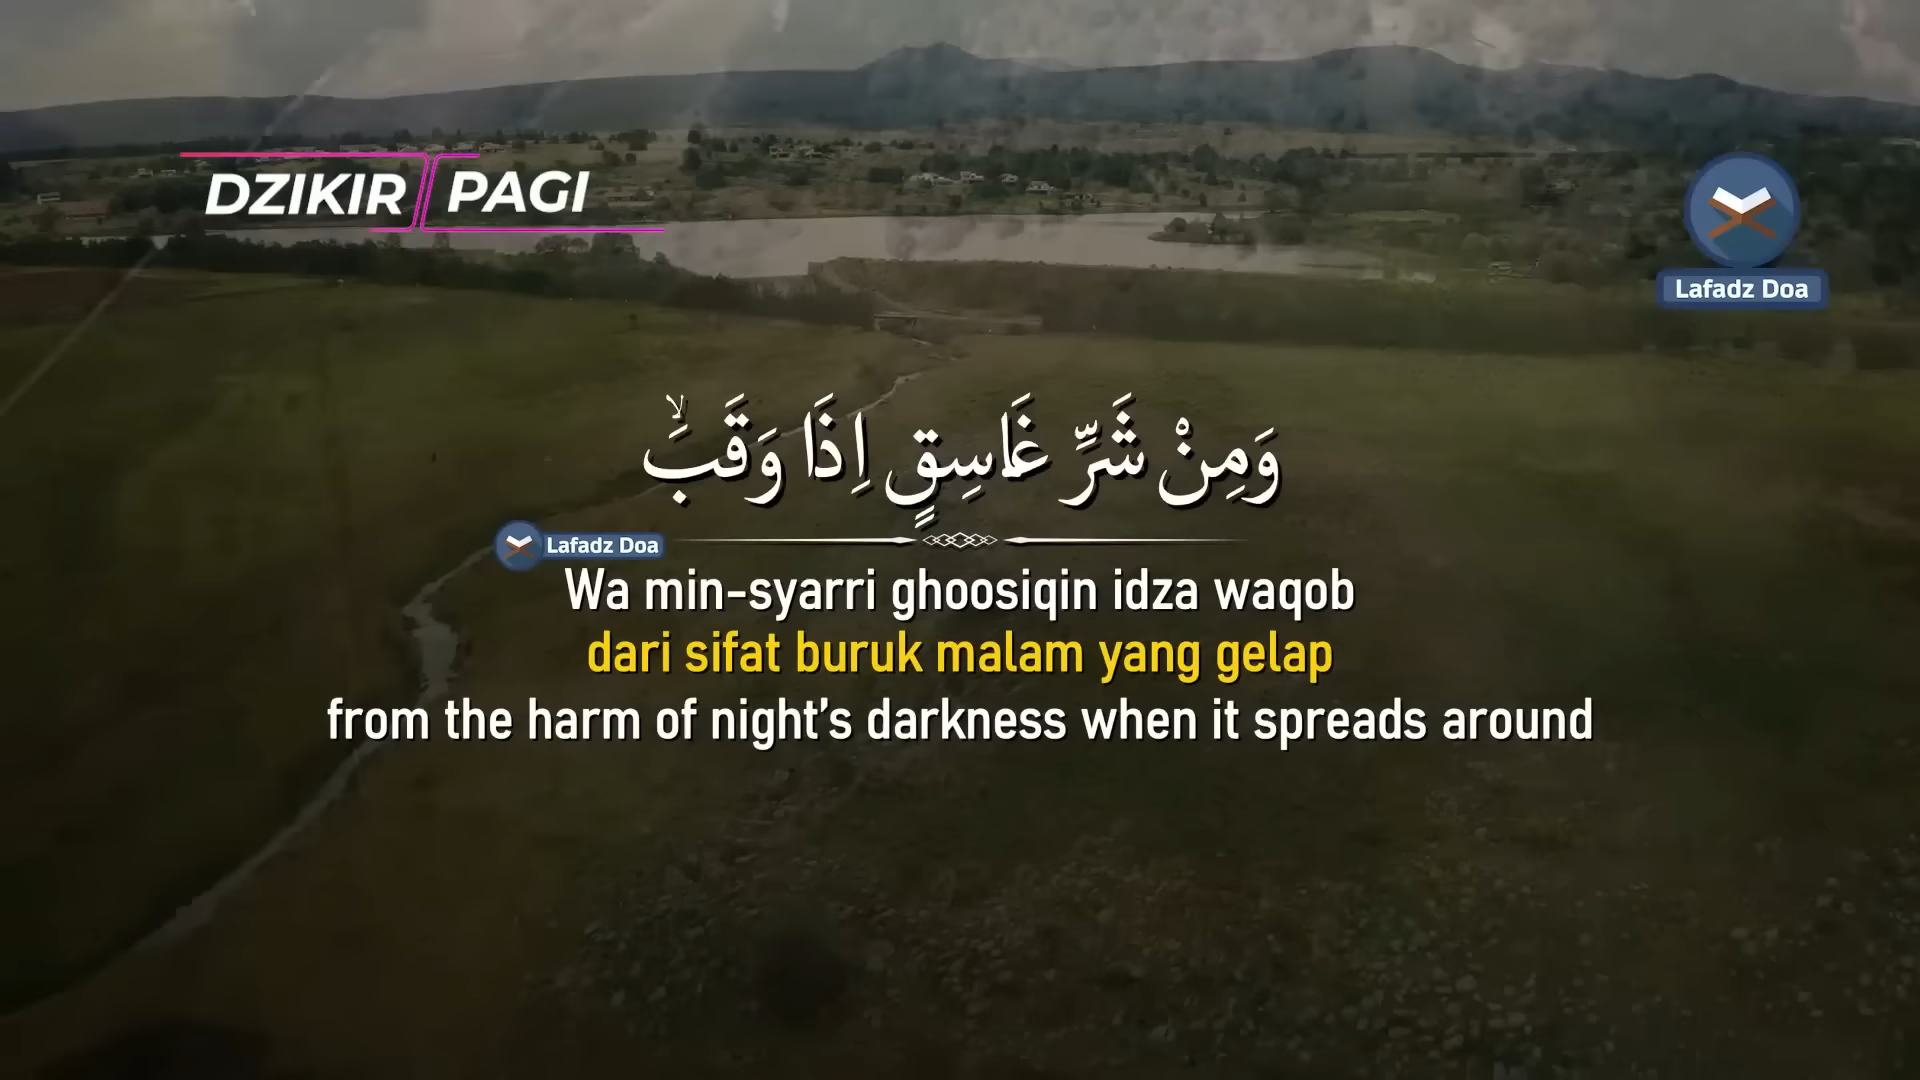 DZIKIR PAGI
Lafadz Doa
وَمِنْ شَرِّ غَاسِقٍ اِذَا وَقَبَۙ
Lafadz Doa
Wa min-syarri ghoosiqin idza waqob
dari sifat buruk malam yang gelap
from the harm of night’s darkness when it spreads around